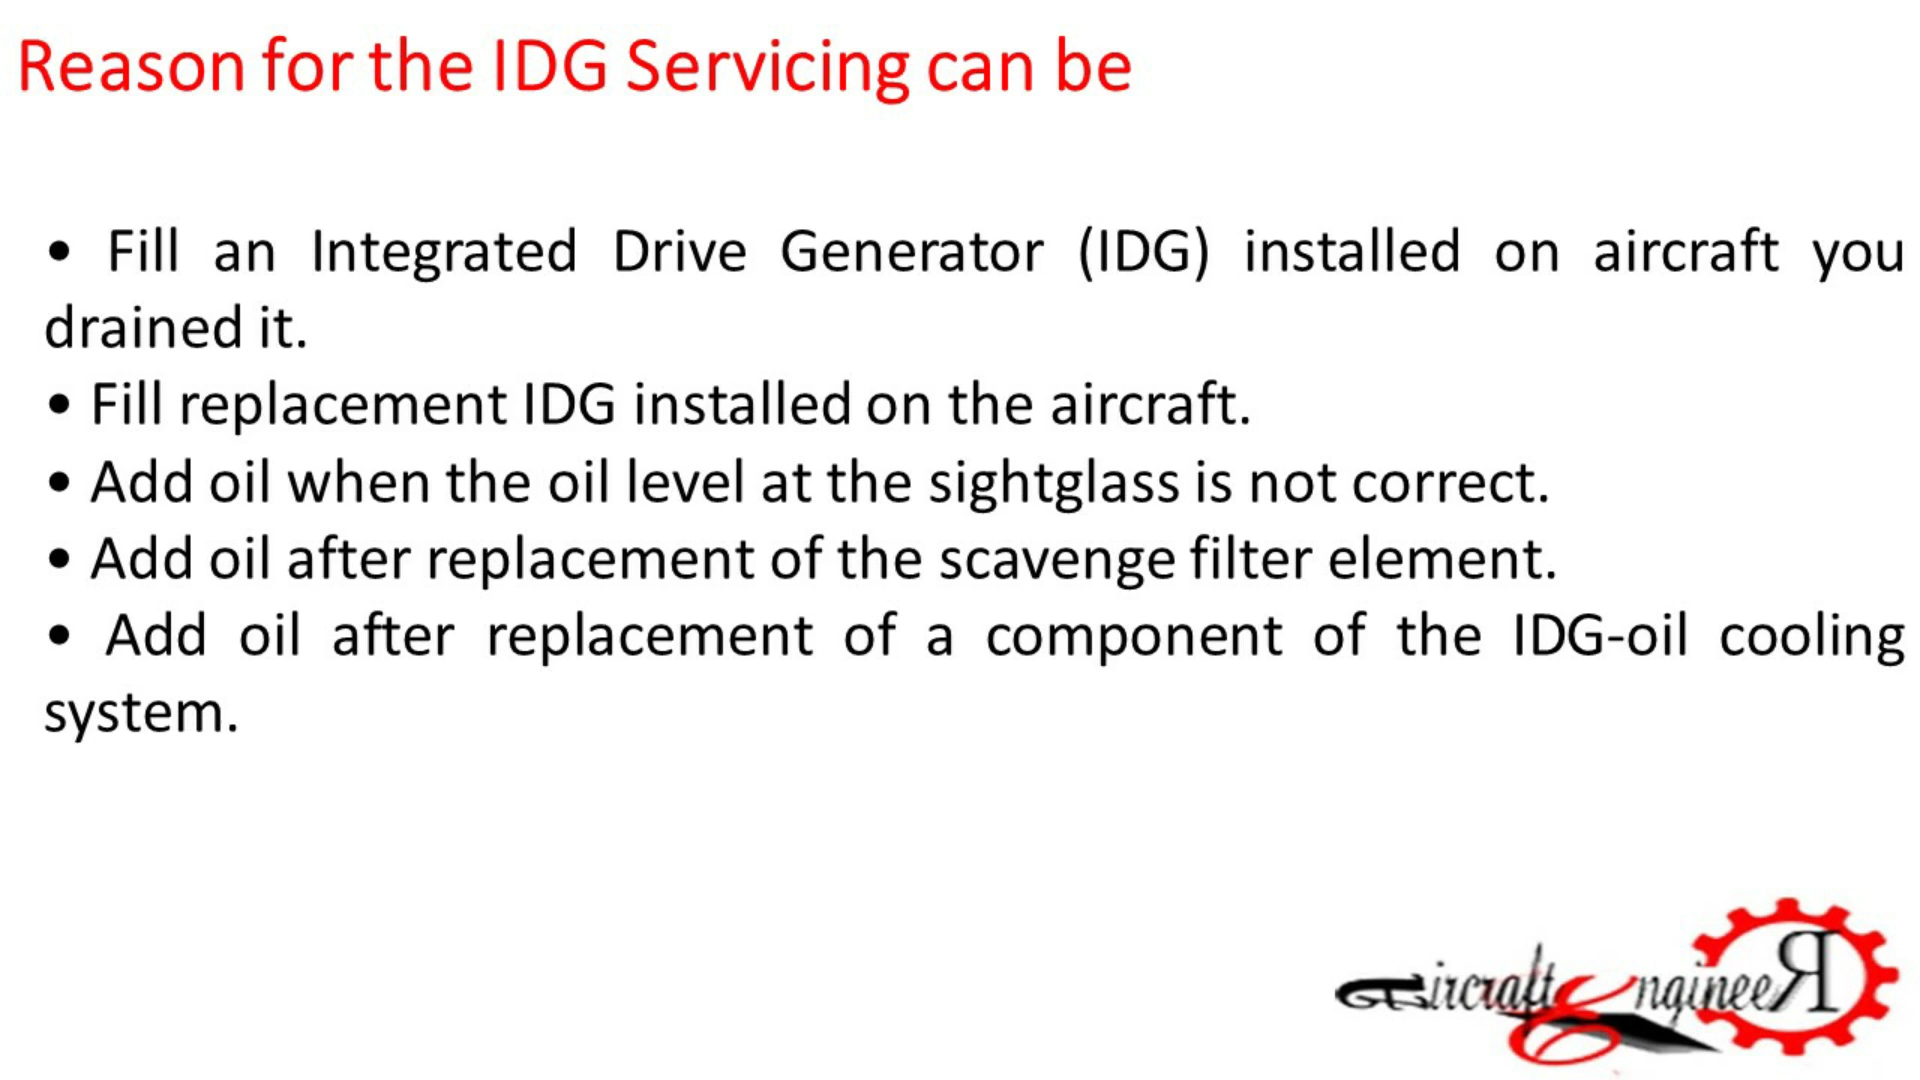 Reason for the IDG Servicing can be
• Fill an Integrated Drive Generator (IDG) installed on aircraft you
drained it.
• Fill replacement IDG installed on the aircraft.
• Add oil when the oil level at the sightglass is not correct.
• Add oil after replacement of the scavenge filter element.
• Add oil after replacement of a component of the IDG-oil cooling
system.
Aircraft EngineeR